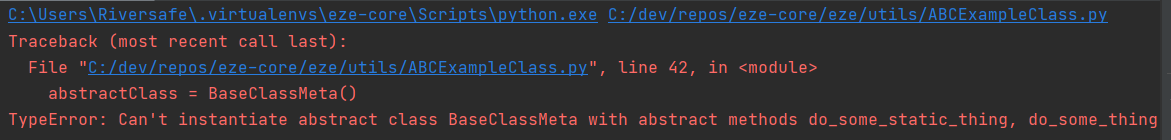 C:\Users\Riversafe\.virtualenvs\eze-core\Scripts\python.exe C:/dev/repos/eze-core/eze/utils/ABCExampleClass.py
Traceback (most recent call last):
  File "C:/dev/repos/eze-core/eze/utils/ABCExampleClass.py", line 42, in <module>
    abstractClass = BaseClassMeta()
TypeError: Can't instantiate abstract class BaseClassMeta with abstract methods do_some_static_thing, do_some_thing